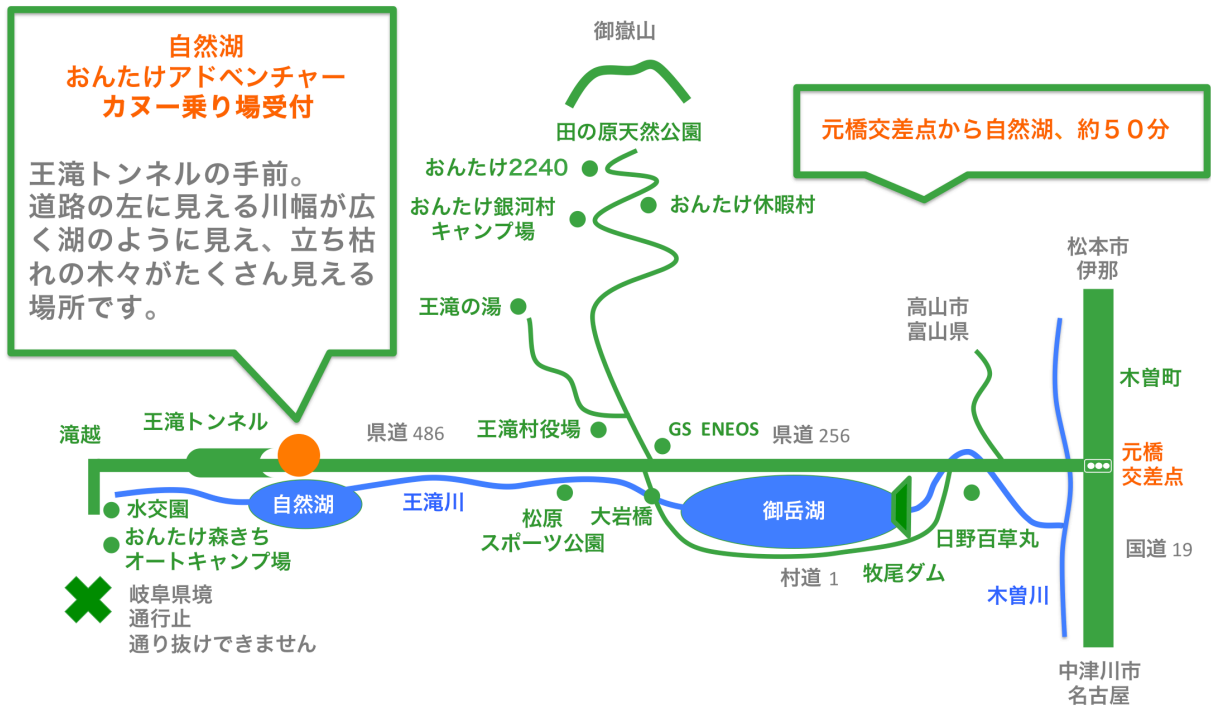 自然湖
おんたけアドベンチャー
カヌー乗り場受付
王滝トンネルの手前。
道路の左に見える川幅が広
く湖のように見え、立ち枯
れの木々がたくさん見える
場所です。
御嶽山
田の原天然公園
おんたけ2240
おんたけ休暇村
おんたけ銀河村
キャンプ場
元橋交差点から自然湖、約５０分
松本市
伊那
王滝の湯
高山市
富山県
木曽町
滝越
王滝トンネル
県道 486
王滝村役場
GS ENEOS
県道 256
元橋
交差点
水交園
自然湖
王滝川
松原
スポーツ公園
大岩橋
御岳湖
日野百草丸
国道 19
おんたけ森きち
オートキャンプ場
村道 1
牧尾ダム
木曽川
岐阜県境
通行止
通り抜けできません
中津川市
名古屋